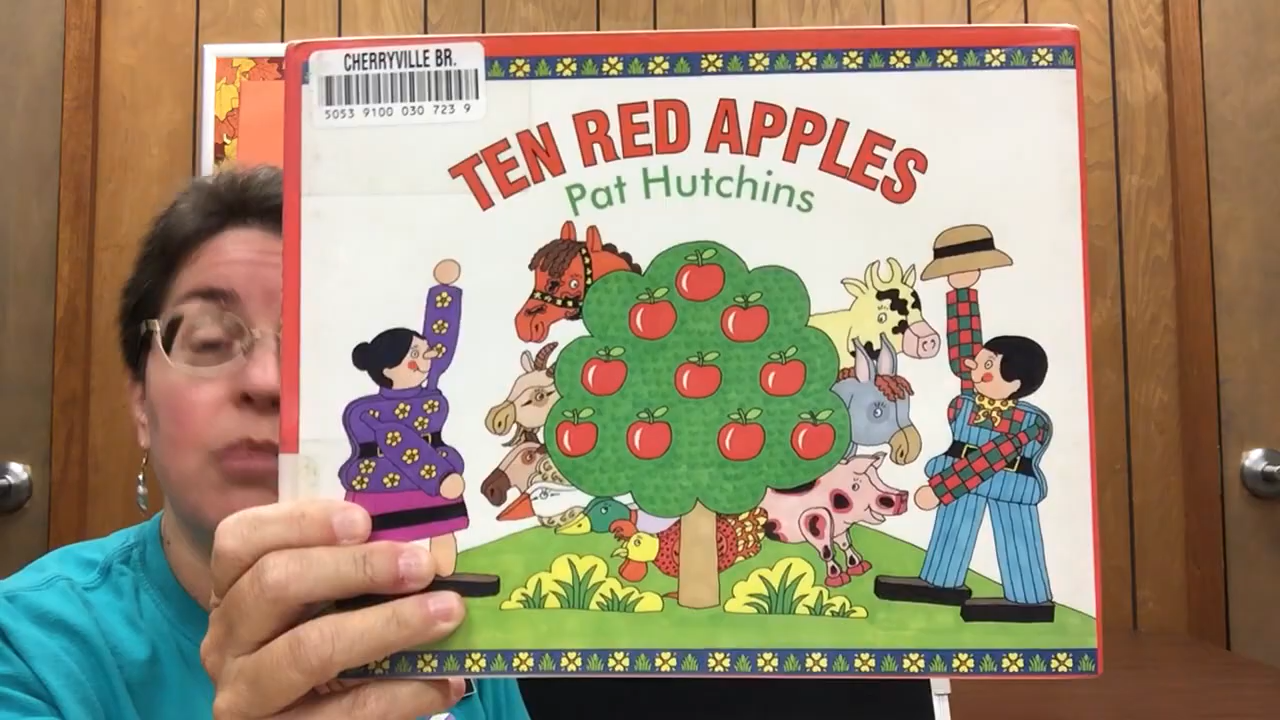 CHERRYVILLE BR.
5053 9100 030 723 9
TEN RED APPLES
Pat Hutchins